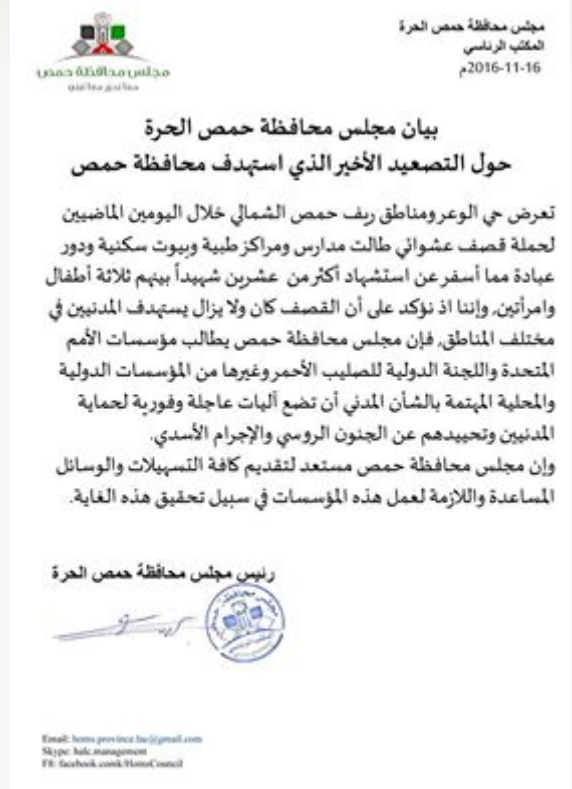 مجلس محافظة حمص الحرة
المكتب الرئاسي
2016-11-16م
مجلس محافظة حمص
بيان مجلس محافظة حمص الحرة
حول التصعيد الأخير الذي استهدف محافظة حمص
تعرض حي الوعر ومناطق ريف حمص الشمالي خلال اليومين الماضيين
لحملة قصف عشوائي طالت مدارس ومراكز طبية وبيوت سكنية ودور
عبادة مما أسفر عن استشهاد أكثر من عشرين شهيداً بينهم ثلاثة أطفال
وامرأتين, وإننا اذ نؤكد على أن القصف كان ولا يزال يستهدف المدنيين في
مختلف المناطق, فإن مجلس محافظة حمص يطالب مؤسسات الأمم
المتحدة واللجنة الدولية للصليب الأحمر وغيرها من المؤسسات الدولية
والمحلية المهتمة بالشأن المدني أن تضع آليات عاجلة وفورية لحماية
المدنيين وتحييدهم عن الجنون الروسي والإجرام الأسدي.
وإن مجلس محافظة حمص مستعد لتقديم كافة التسهيلات والوسائل
المساعدة واللازمة لعمل هذه المؤسسات في سبيل تحقيق هذه الغاية.
رئيس مجلس محافظة حمص الحرة
Email: homs.province.lac@gmail.com
Skype: halc.management
FB: facebook.comk/HomsCouncil